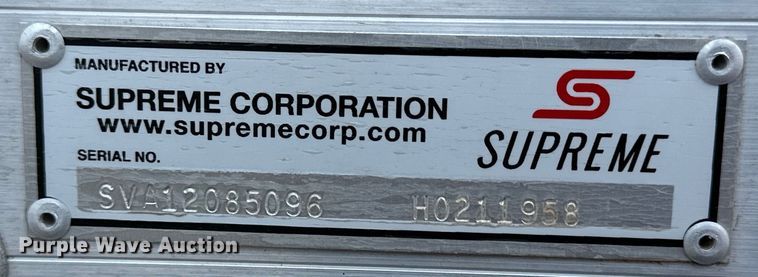 MANUFACTURED BY
SUPREME CORPORATION
www.supremecorp.com
SERIAL NO.
SVA12085096 H0211958
S
SUPREME
Purple Wave Auction